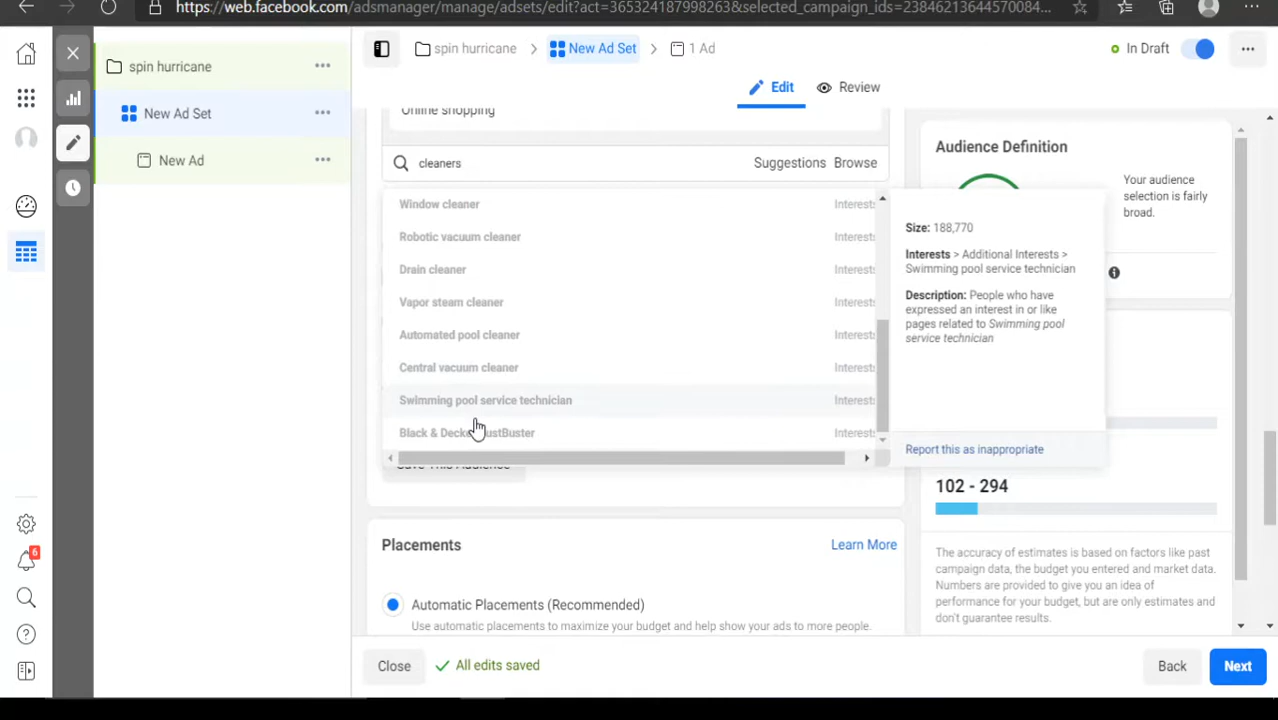 https://web.facebook.com/adsmanager/manage/adsets/edit?act=365324187998263&selected_campaign_ids=23846213644570084...
spin hurricane
New Ad Set
New Ad
6
spin hurricane
New Ad Set
1 Ad
In Draft
Edit
Review
Online shopping
cleaners
Suggestions
Browse
Window cleaner
Interests
Robotic vacuum cleaner
Interests
Drain cleaner
Interests
Vapor steam cleaner
Interests
Automated pool cleaner
Interests
Central vacuum cleaner
Interests
Swimming pool service technician
Interests
Black & Decke ustBuster
Interests
Save This Audience
Placements
Learn More
Automatic Placements (Recommended)
Use automatic placements to maximize your budget and help show your ads to more people.
Close
All edits saved
Back
Next
Audience Definition
Your audience
selection is fairly
broad.
Size: 188,770
Interests > Additional Interests >
Swimming pool service technician
Description: People who have
expressed an interest in or like
pages related to Swimming pool
service technician
Report this as inappropriate
102 - 294
The accuracy of estimates is based on factors like past
campaign data, the budget you entered and market data.
Numbers are provided to give you an idea of
performance for your budget, but are only estimates and
don't guarantee results.